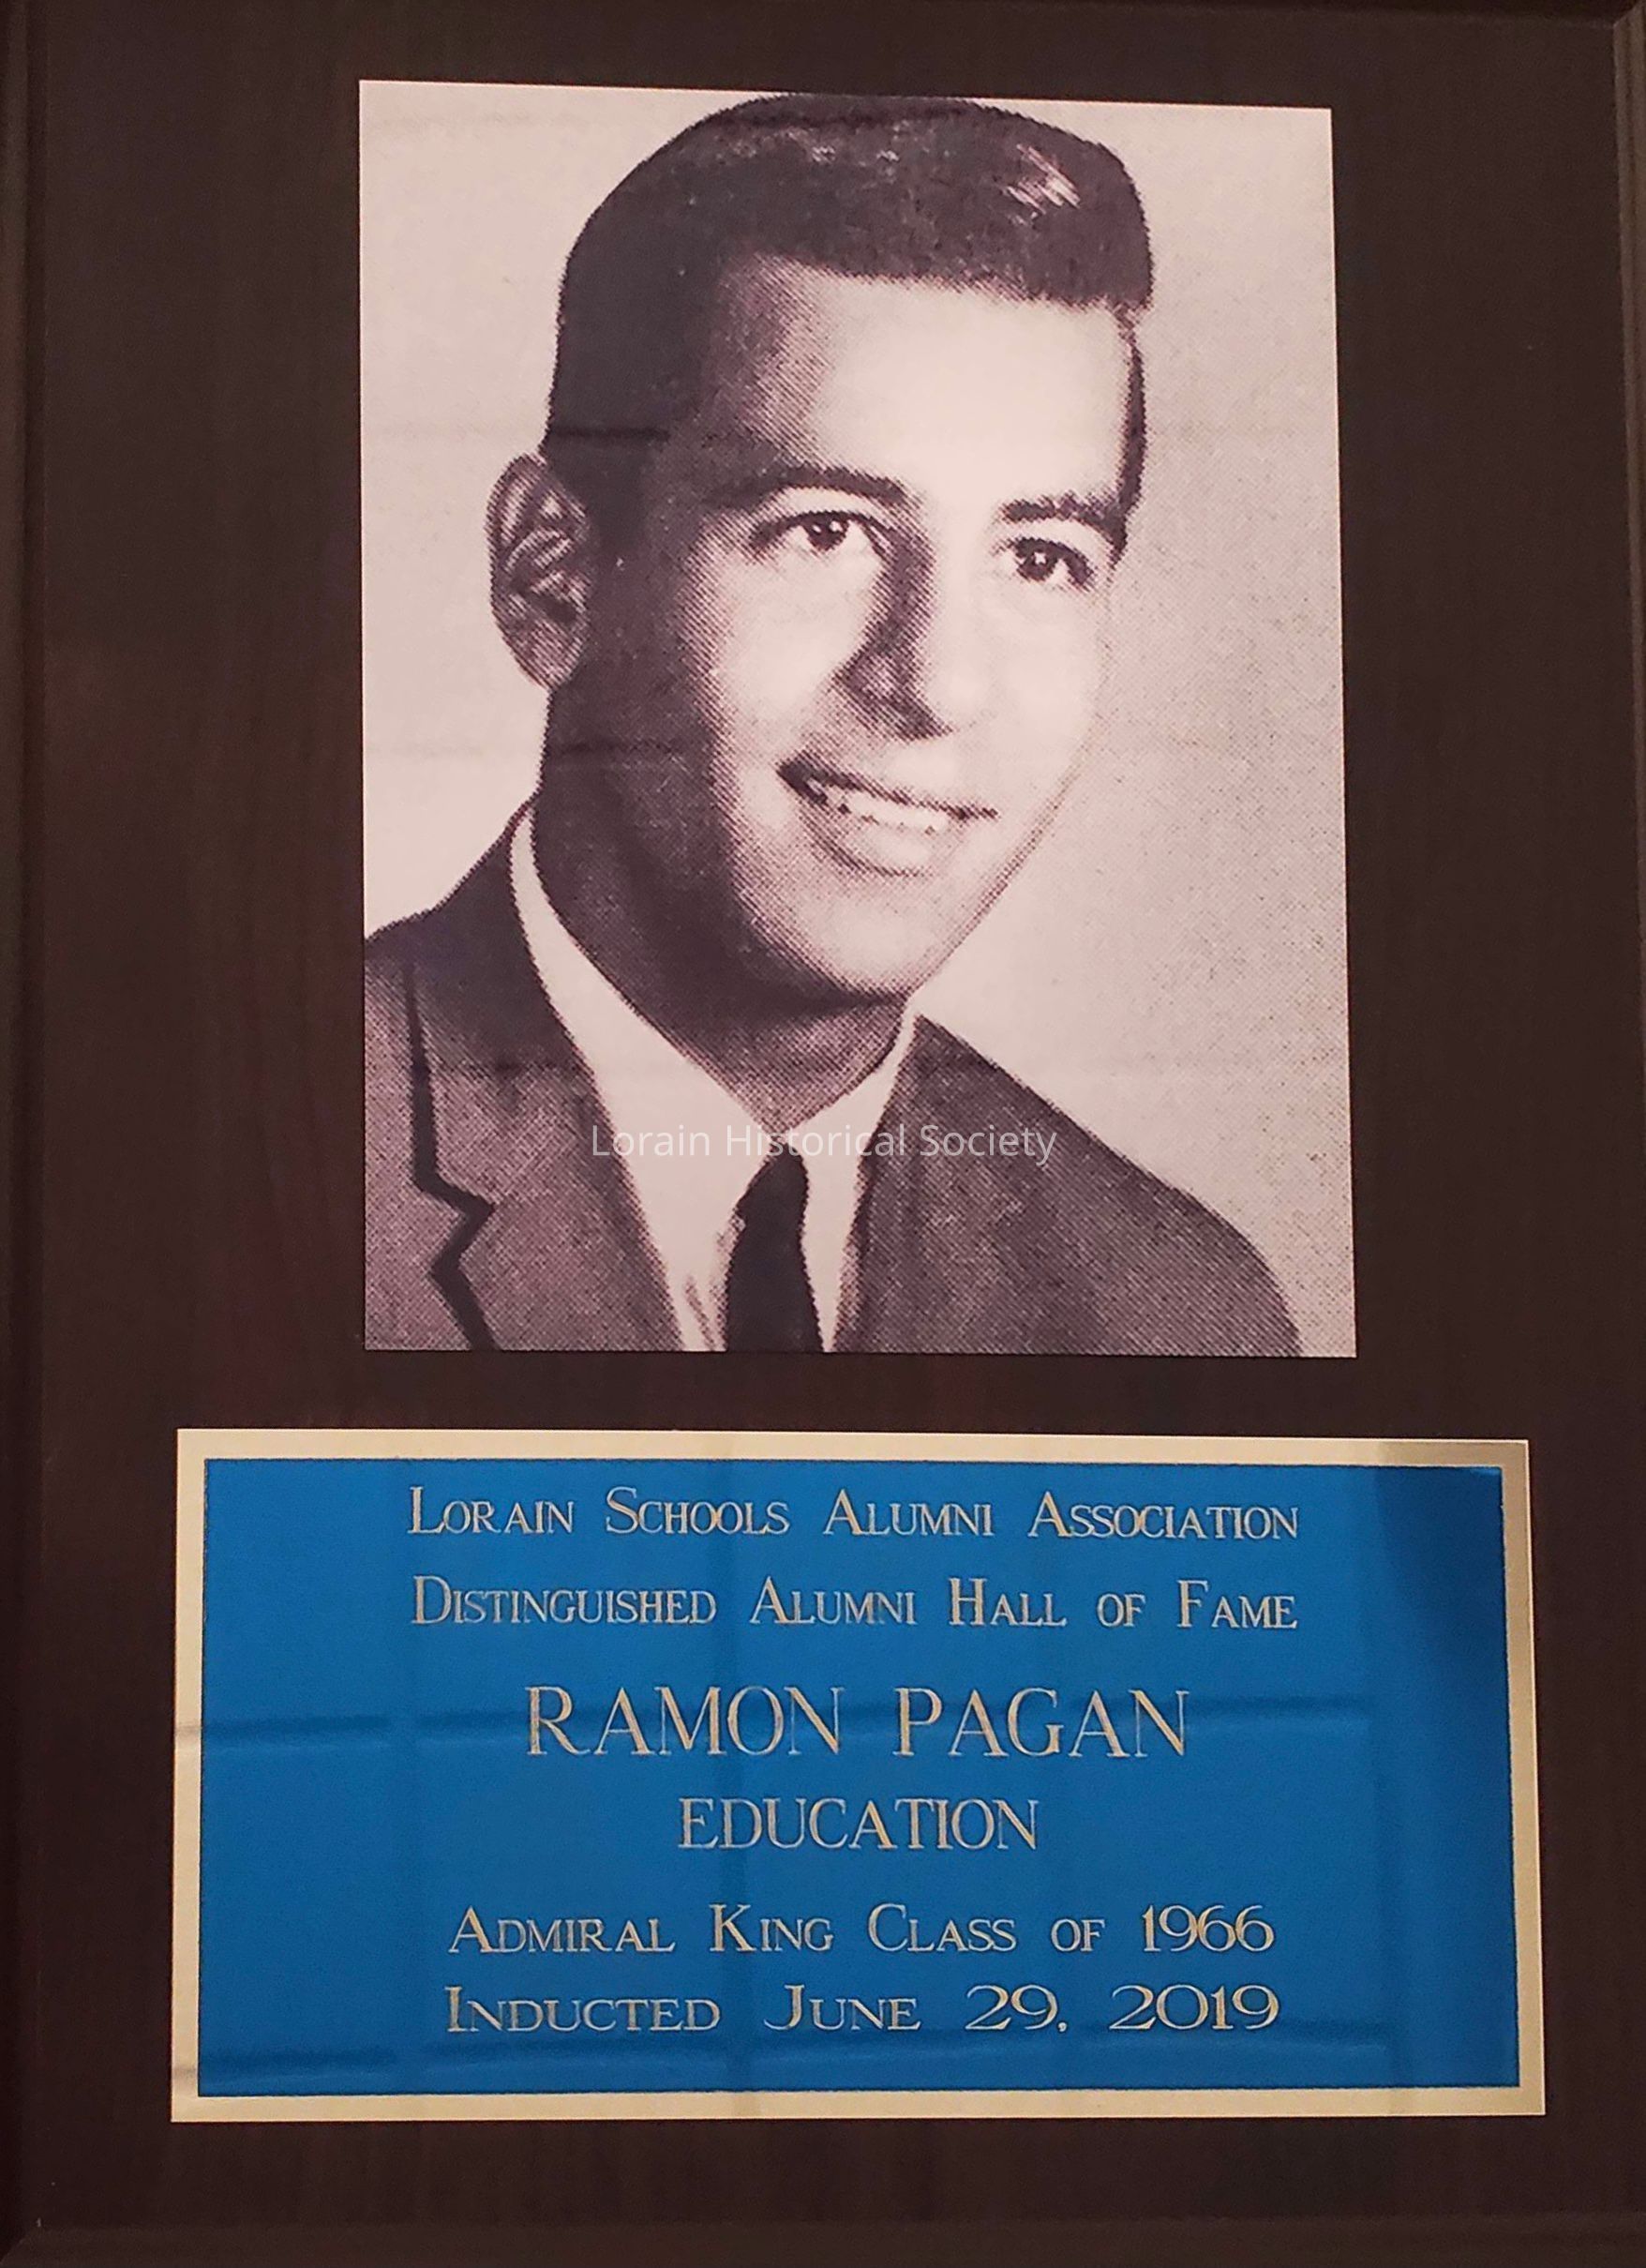 Lorain Historical Society
LORAIN SCHOOLS ALUMNI ASSOCIATION
DISTINGUISHED ALUMNI HALL OF FAME
RAMON PAGAN
EDUCATION
ADMIRAL KING CLASS OF 1966
INDUCTED JUNE 29, 2019